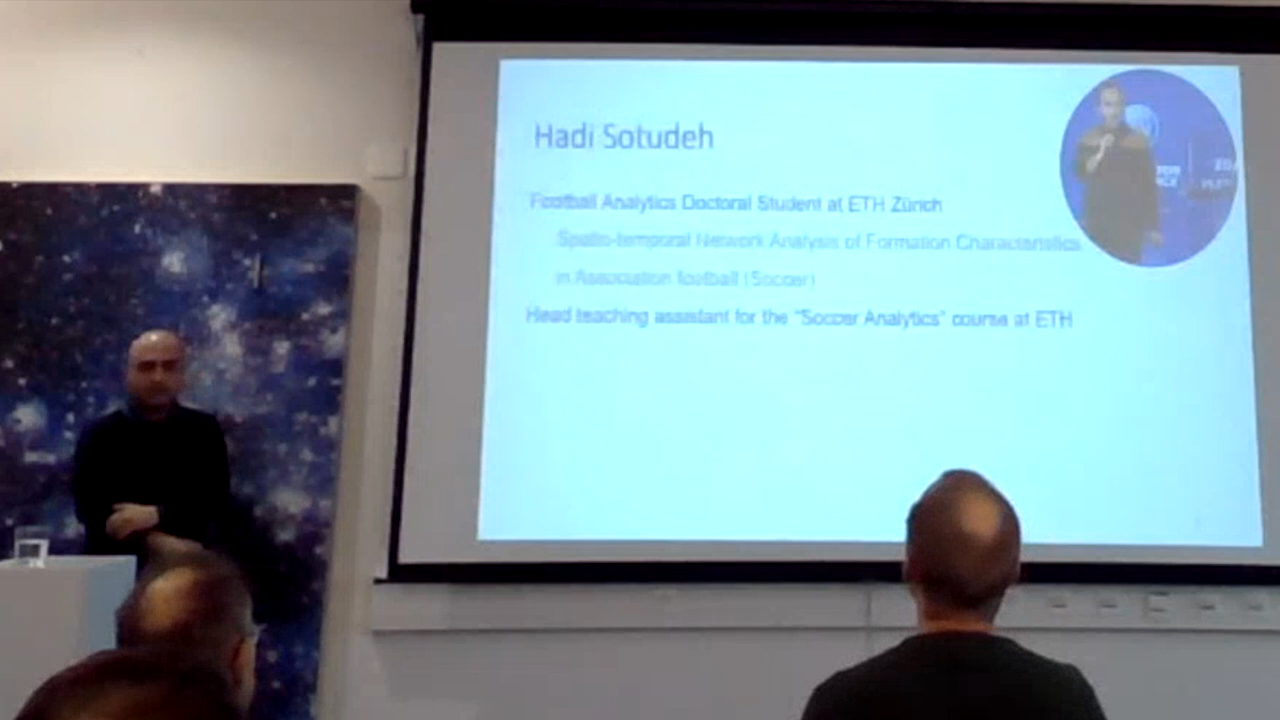 Hadi Sotudeh
Football Analytics Doctoral Student at ETH Zürich
Spatio-temporal Network Analysis of Formation Characteristics
in Association football (Soccer)
Head teaching assistant for the "Soccer Analytics" course at ETH